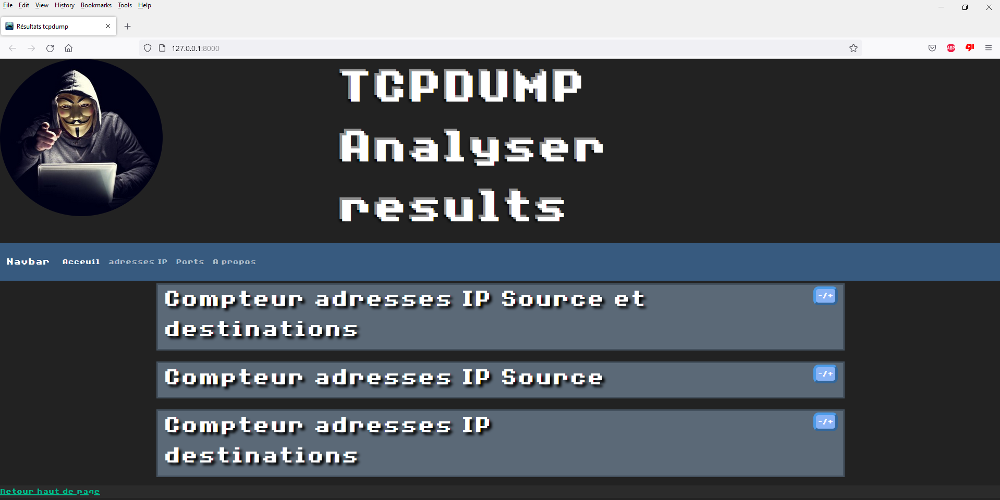 File Edit View History Bookmarks Tools Help
Résultats tcpdump
127.0.0.1:8000
ABP
TCPDUMP
Analyser
results
Navbar Acceuil adresses IP Ports A propos
Compteur adresses IP Source et
destinations
-/+
Compteur adresses IP Source
-/+
Compteur adresses IP
destinations
-/+
Retour haut de page